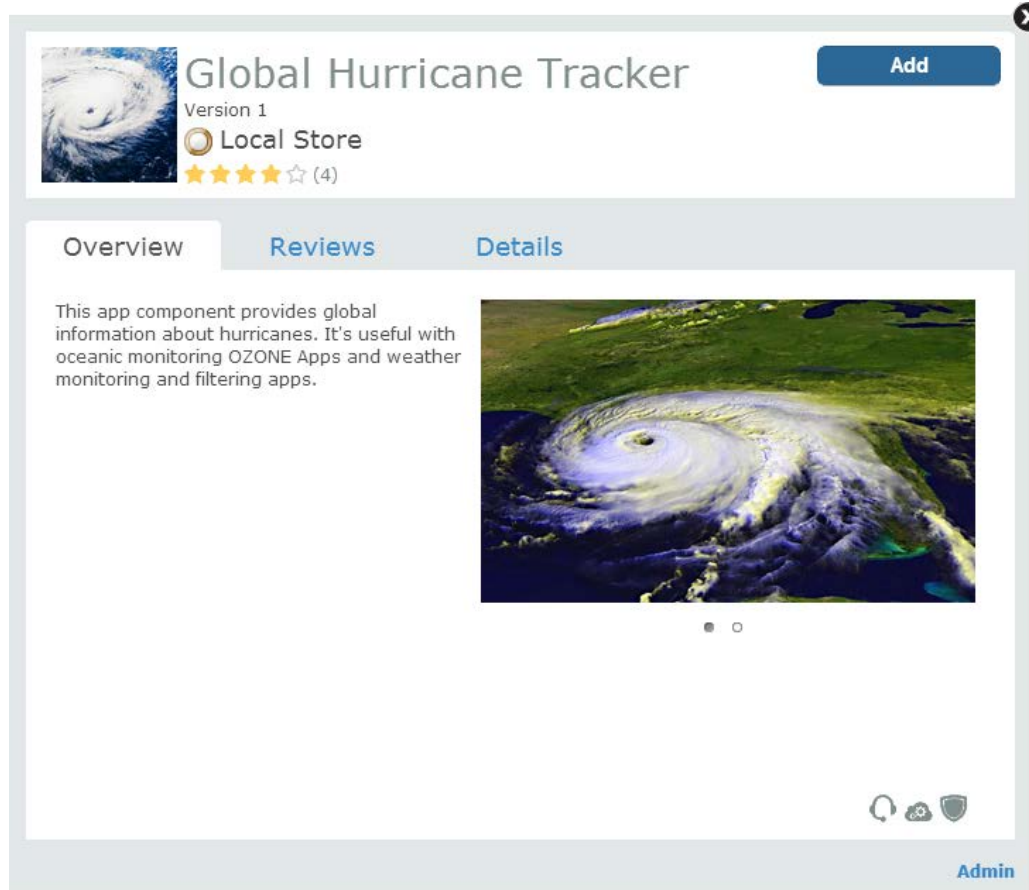 Global Hurricane Tracker
Add
Version 1
Local Store
(4)
Overview
Reviews
Details
This app component provides global
information about hurricanes. It's useful with
oceanic monitoring OZONE Apps and weather
monitoring and filtering apps.
Admin